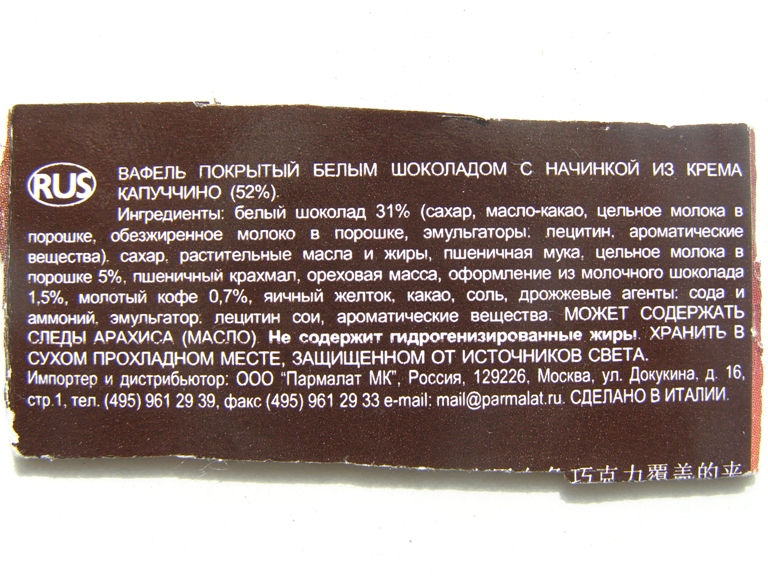 RUS
ВАФЕЛЬ ПОКРЫТЫЙ БЕЛЫМ ШОКОЛАДОМ С НАЧИНКОЙ ИЗ КРЕМА
КАПУЧЧИНО (52%).
Ингредиенты: белый шоколад 31% (сахар, масло-какао, цельное молока в
порошке, обезжиренное молоко в порошке, эмульгаторы: лецитин, ароматические
вещества), сахар, растительные масла и жиры, пшеничная мука, цельное молока в
порошке 5%, пшеничный крахмал, ореховая масса, оформление из молочного шоколада
1,5%, молотый кофе 0,7%, яичный желток, какао, соль, дрожжевые агенты: сода и
аммоний, эмульгатор: лецитин сои, ароматические вещества. МОЖЕТ СОДЕРЖАТЬ
СЛЕДЫ АРАХИСА (МАСЛО). Не содержит гидрогенизированные жиры. ХРАНИТЬ В
СУХОМ ПРОХЛАДНОМ МЕСТЕ, ЗАЩИЩЕННОМ ОТ ИСТОЧНИКОВ СВЕТА.
Импортер и дистрибьютор: ООО "Пармалат МК", Россия, 129226, Москва, ул. Докукина, д. 16,
стр.1, тел. (495) 961 29 39, факс (495) 961 29 33 e-mail: mail@parmalat.ru. СДЕЛАНО В ИТАЛИИ.
巧克力覆盖的夹